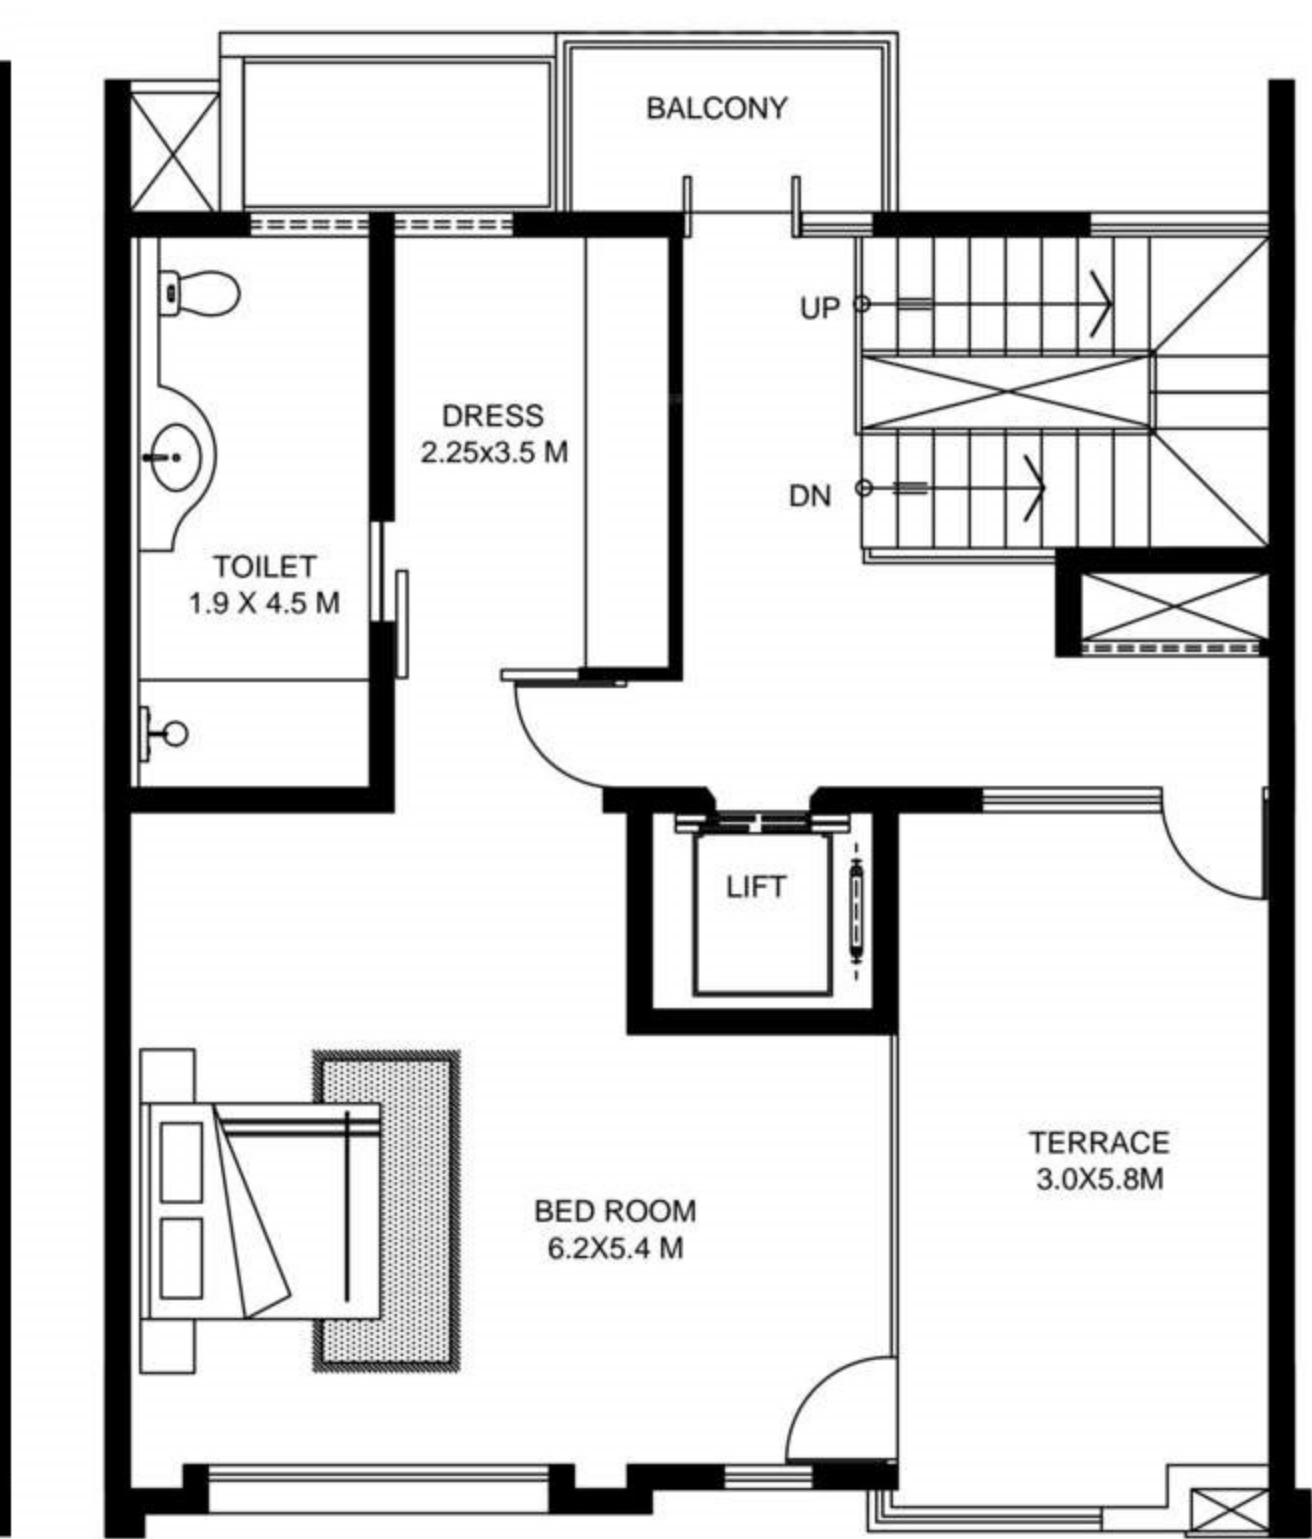 BALCONY
UP
DRESS
2.25x3.5 M
DN
TOILET
1.9 X 4.5 M
LIFT
TERRACE
3.0X5.8M
BED ROOM
6.2X5.4 M